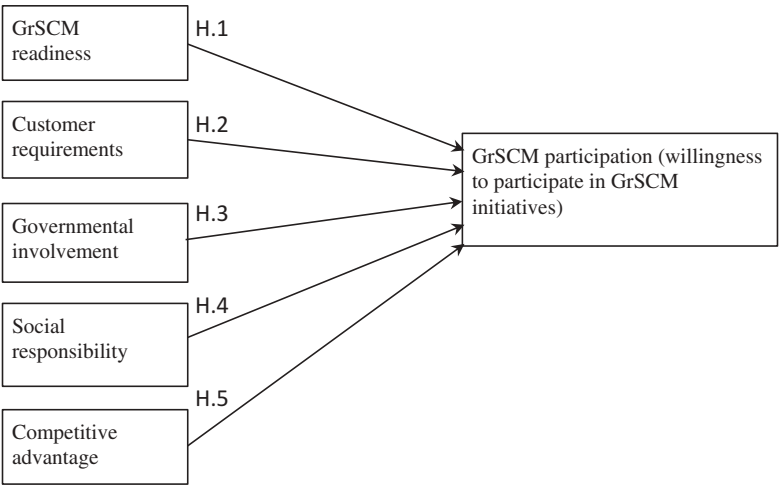 GrSCM
readiness
H.1
Customer
requirements
H.2
GrSCM participation (willingness
to participate in GrSCM
initiatives)
Governmental
involvement
H.3
Social
responsibility
H.4
Competitive
advantage
H.5